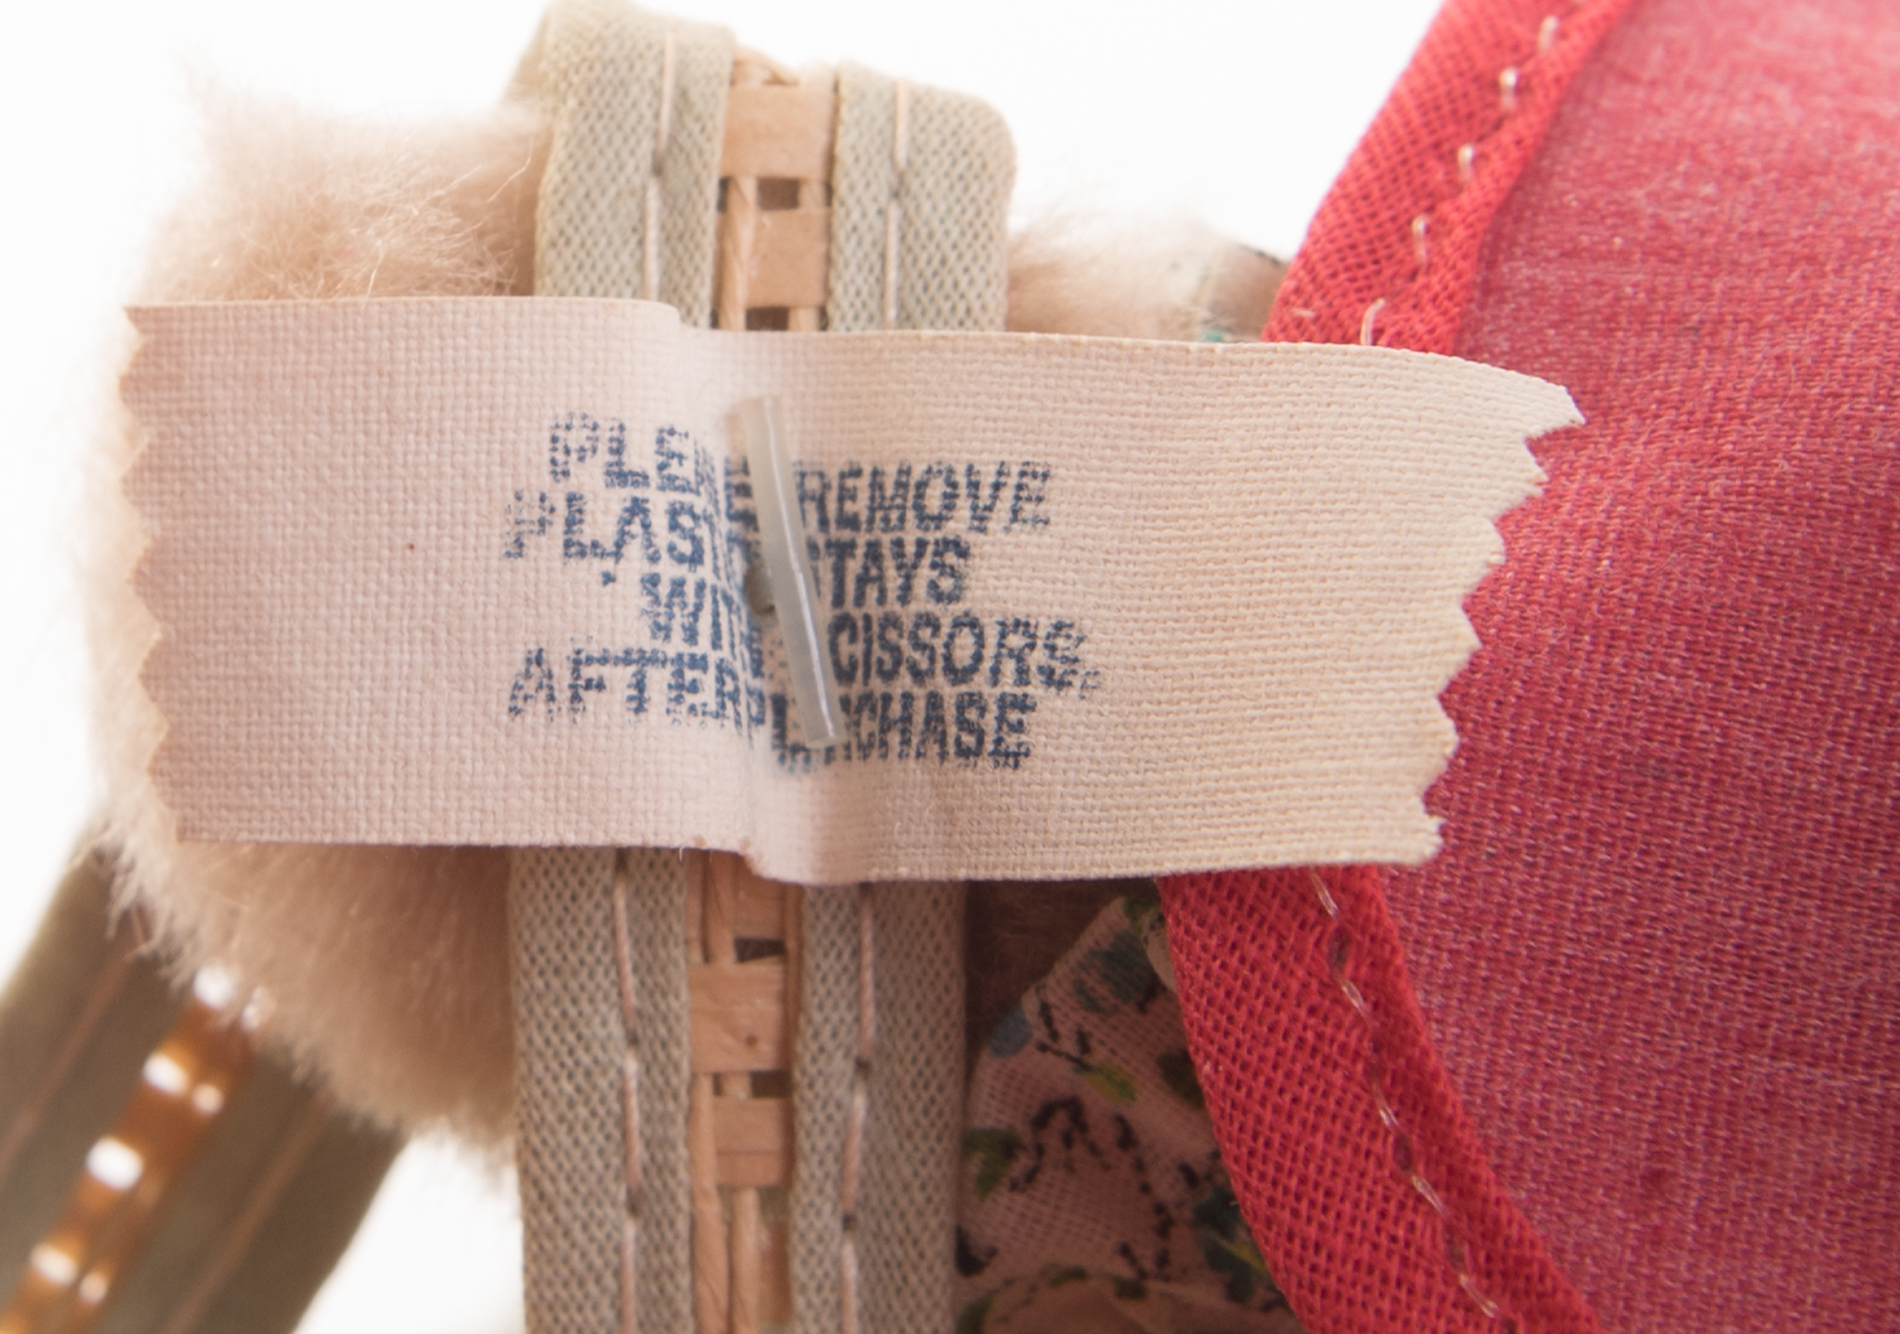 PLEASE REMOVE
PLASTIC STAYS
WITH SCISSORS,
AFTER PURCHASE